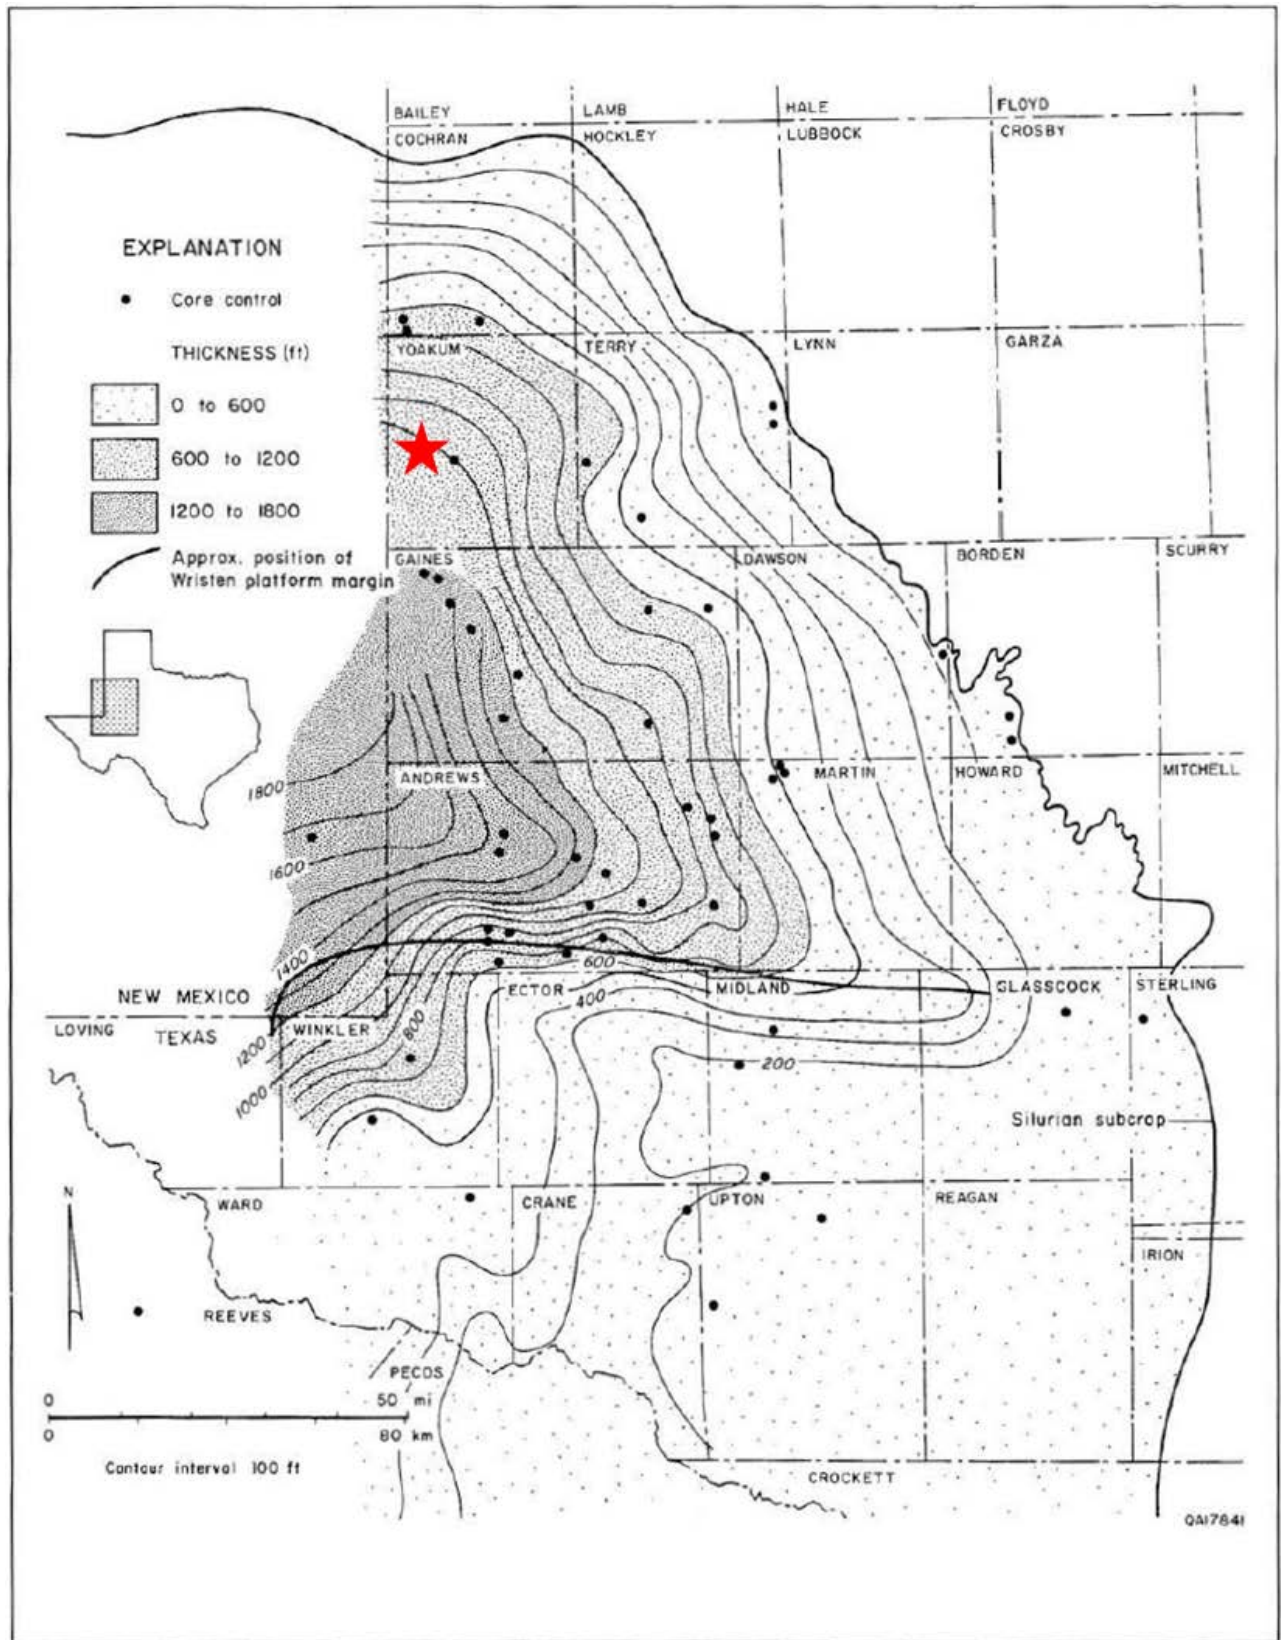 BAILEY
LAMB
HALE
FLOYD
COCHRAN
HOCKLEY
LUBBOCK
CROSBY
EXPLANATION
Core control
THICKNESS (ft)
0 to 600
600 to 1200
1200 to 1800
Approx. position of
Wristen platform margin
YOAKUM
TERRY
LYNN
GARZA
GAINES
DAWSON
BORDEN
SCURRY
ANDREWS
MARTIN
HOWARD
MITCHELL
1800
1600
1400
1200
1000
800
600
400
200
NEW MEXICO
TEXAS
LOVING
WINKLER
ECTOR
MIDLAND
GLASSCOCK
STERLING
Silurian subcrop
N
WARD
CRANE
UPTON
REAGAN
IRION
REEVES
PECOS
CROCKETT
0 50 mi
0 80 km
Contour interval 100 ft
QA17841